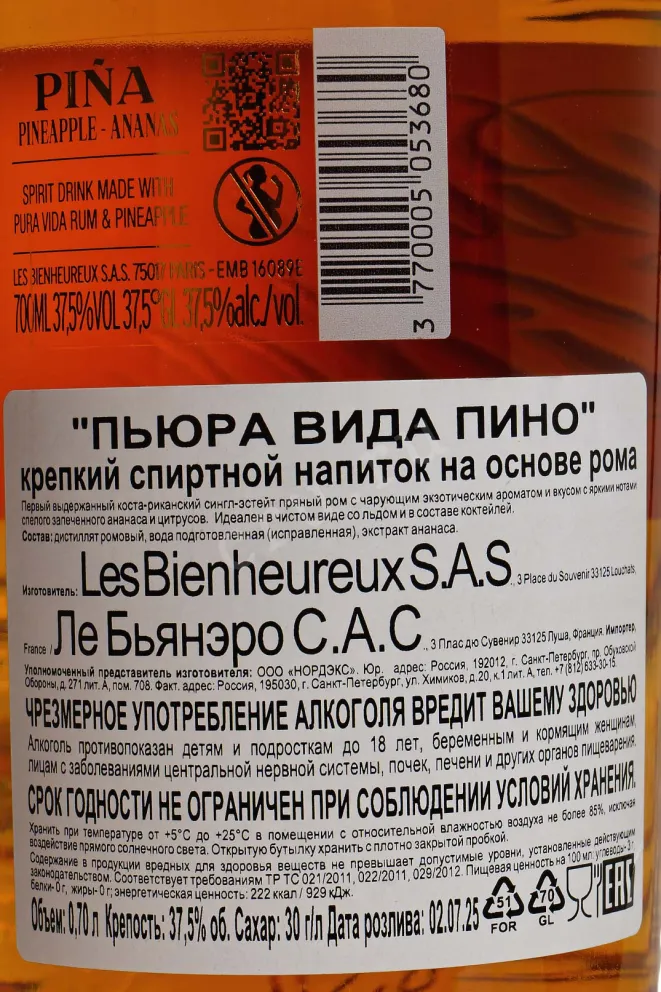 PIÑA
PINEAPPLE - ANANAS
SPIRIT DRINK MADE WITH
PURA VIDA RUM & PINEAPPLE
LES BIENHEUREUX S.A.S. 75017 PARIS - EMB 16089E
700ML 37,5%VOL 37,5°GL 37,5%alc./vol.
3 770005 053680
"ПЬЮРА ВИДА ПИНО"
крепкий спиртной напиток на основе рома
Первый выдержанный коста-риканский сингл-эстейт пряный ром с чарующим экзотическим ароматом и вкусом с яркими нотами
спелого запеченного ананаса и цитрусов. Идеален в чистом виде со льдом и в составе коктейлей.
Состав: дистиллят ромовый, вода подготовленная (исправленная), экстракт ананаса.
Изготовитель: Les Bienheureux S.A.S., 3 Place du Souvenir 33125 Louchats,
France / Ле Бьянэро С.А.С., 3 Плас дю Сувенир 33125 Луша, Франция. Импортер,
Уполномоченный представитель изготовителя: ООО «НОРДЭКС». Юр. адрес: Россия, 192012, г. Санкт-Петербург, пр. Обуховской
Обороны, д. 271 лит. А, пом. 708. Факт. адрес: Россия, 195030, г. Санкт-Петербург, ул. Химиков, д.20, к.1 лит. А, тел. +7 (812) 633-30-15.
ЧРЕЗМЕРНОЕ УПОТРЕБЛЕНИЕ АЛКОГОЛЯ ВРЕДИТ ВАШЕМУ ЗДОРОВЬЮ
Алкоголь противопоказан детям и подросткам до 18 лет, беременным и кормящим женщинам,
лицам с заболеваниями центральной нервной системы, почек, печени и других органов пищеварения.
СРОК ГОДНОСТИ НЕ ОГРАНИЧЕН ПРИ СОБЛЮДЕНИИ УСЛОВИЙ ХРАНЕНИЯ.
Хранить при температуре от +5°С до +25°С в помещении с относительной влажностью воздуха не более 85%, исключая
воздействие прямого солнечного света. Открытую бутылку хранить с плотно закрытой пробкой.
Содержание в продукции вредных для здоровья веществ не превышает допустимые уровни, установленные действующим
законодательством. Соответствует требованиям ТР ТС 021/2011, 022/2011, 029/2012. Пищевая ценность на 100 мл: углеводы- 3 г,
белки- 0 г, жиры- 0 г; энергетическая ценность: 222 ккал / 929 кДж.
Объем: 0,70 л Крепость: 37,5% об. Сахар: 30 г/л Дата розлива: 02.07.25
51
FOR
70
GL
EAC